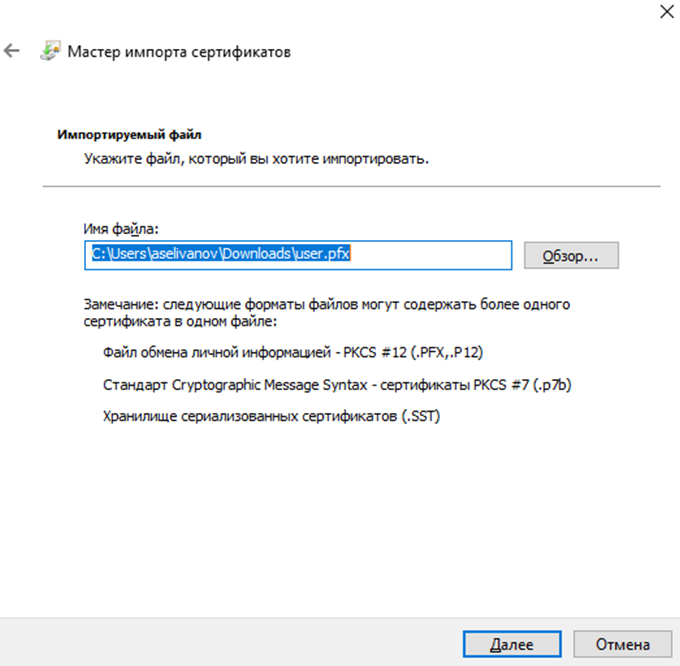 Мастер импорта сертификатов
Импортируемый файл
Укажите файл, который вы хотите импортировать.
Имя файла:
C:\Users\aselivanov\Downloads\user.pfx
Обзор...
Замечание: следующие форматы файлов могут содержать более одного
сертификата в одном файле:
Файл обмена личной информацией - PKCS #12 (.PFX,.P12)
Стандарт Cryptographic Message Syntax - сертификаты PKCS #7 (.p7b)
Хранилище сериализованных сертификатов (.SST)
Далее
Отмена